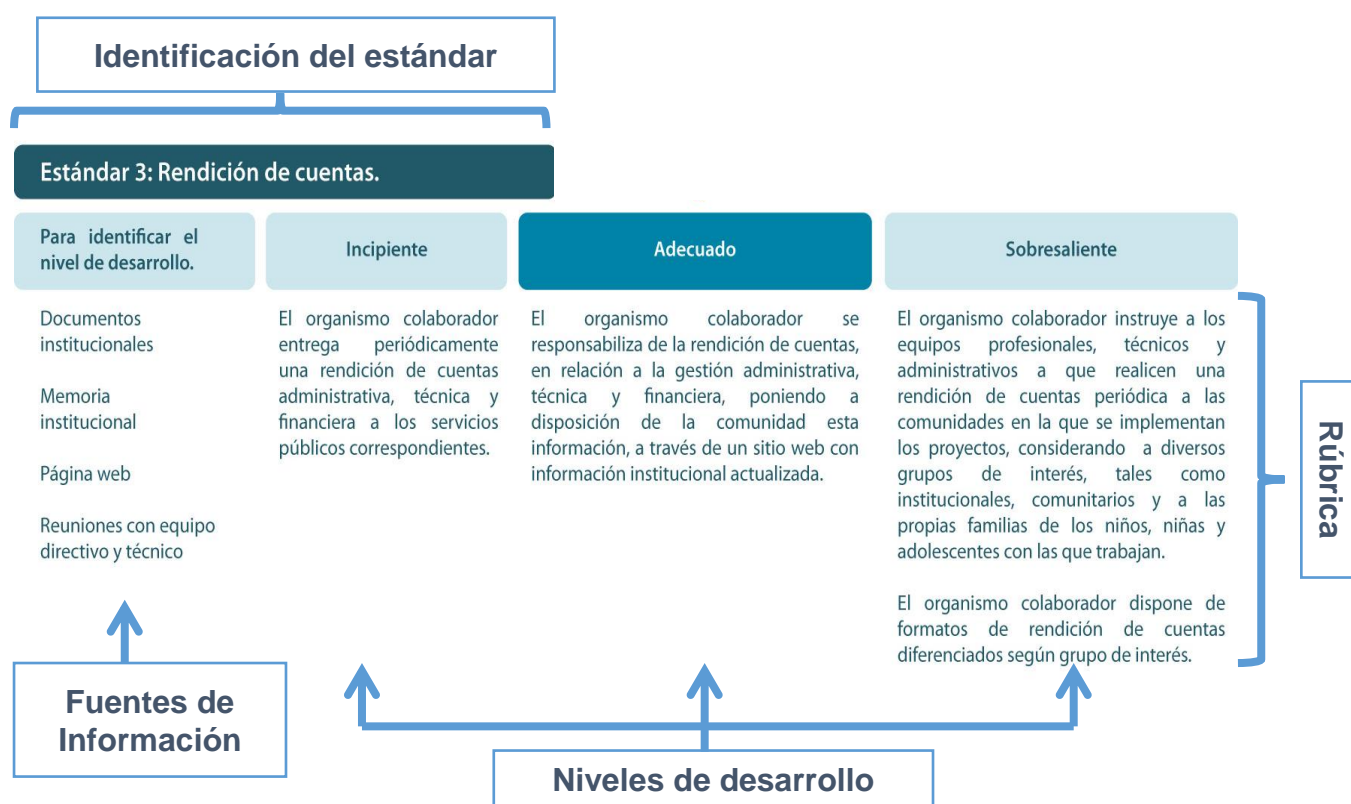 Identificación del estándar
Estándar 3: Rendición de cuentas.
Para identificar el
nivel de desarrollo.
Incipiente
Adecuado
Sobresaliente
Documentos
institucionales
Memoria
institucional
Página web
Reuniones con equipo
directivo y técnico
El organismo colaborador
entrega periódicamente
una rendición de cuentas
administrativa, técnica y
financiera a los servicios
públicos correspondientes.
El organismo colaborador se
responsabiliza de la rendición de cuentas,
en relación a la gestión administrativa,
técnica y financiera, poniendo a
disposición de la comunidad esta
información, a través de un sitio web con
información institucional actualizada.
El organismo colaborador instruye a los
equipos profesionales, técnicos y
administrativos a que realicen una
rendición de cuentas periódica a las
comunidades en la que se implementan
los proyectos, considerando a diversos
grupos de interés, tales como
institucionales, comunitarios y a las
propias familias de los niños, niñas y
adolescentes con las que trabajan.
El organismo colaborador dispone de
formatos de rendición de cuentas
diferenciados según grupo de interés.
Rúbrica
Fuentes de
Información
Niveles de desarrollo